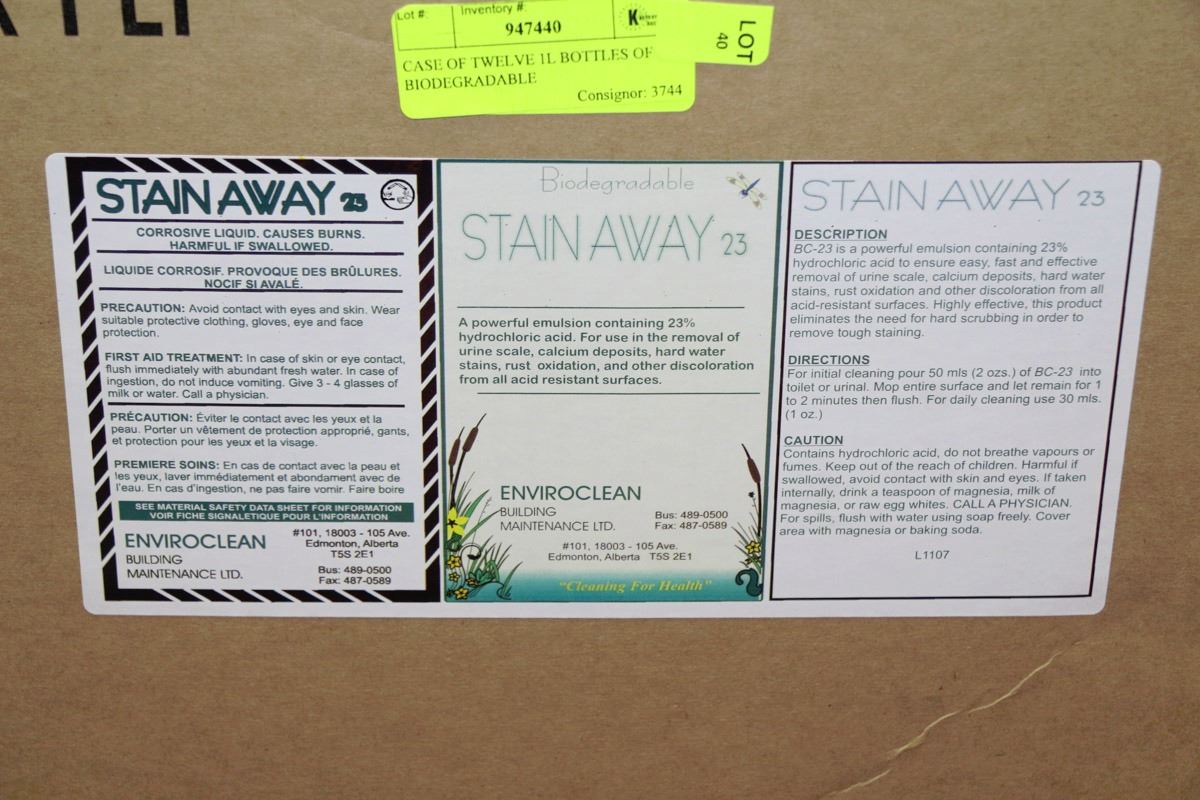 Lot #:
Inventory #:
947440
K
LOT
40
CASE OF TWELVE 1L BOTTLES OF
BIODEGRADABLE
Consignor: 3744
STAIN AWAY 23
CORROSIVE LIQUID. CAUSES BURNS.
HARMFUL IF SWALLOWED.
LIQUIDE CORROSIF. PROVOQUE DES BRÛLURES.
NOCIF SI AVALÉ.
PRECAUTION: Avoid contact with eyes and skin. Wear
suitable protective clothing, gloves, eye and face
protection.
FIRST AID TREATMENT: In case of skin or eye contact,
flush immediately with abundant fresh water. In case of
ingestion, do not induce vomiting. Give 3 - 4 glasses of
milk or water. Call a physician.
PRÉCAUTION: Éviter le contact avec les yeux et la
peau. Porter un vêtement de protection approprié, gants,
et protection pour les yeux et la visage.
PREMIERE SOINS: En cas de contact avec la peau et
les yeux, laver immédiatement et abondament avec de
l'eau. En cas d'ingestion, ne pas faire vomir. Faire boire
SEE MATERIAL SAFETY DATA SHEET FOR INFORMATION
VOIR FICHE SIGNALETIQUE POUR L'INFORMATION
ENVIROCLEAN
BUILDING
MAINTENANCE LTD.
#101, 18003 - 105 Ave.
Edmonton, Alberta
T5S 2E1
Bus: 489-0500
Fax: 487-0589
Biodegradable
STAIN AWAY 23
A powerful emulsion containing 23%
hydrochloric acid. For use in the removal of
urine scale, calcium deposits, hard water
stains, rust oxidation, and other discoloration
from all acid resistant surfaces.
ENVIROCLEAN
BUILDING
MAINTENANCE LTD.
Bus: 489-0500
Fax: 487-0589
#101, 18003 - 105 Ave.
Edmonton, Alberta T5S 2E1
"Cleaning For Health"
STAIN AWAY 23
DESCRIPTION
BC-23 is a powerful emulsion containing 23%
hydrochloric acid to ensure easy, fast and effective
removal of urine scale, calcium deposits, hard water
stains, rust oxidation and other discoloration from all
acid-resistant surfaces. Highly effective, this product
eliminates the need for hard scrubbing in order to
remove tough staining.
DIRECTIONS
For initial cleaning pour 50 mls (2 ozs.) of BC-23 into
toilet or urinal. Mop entire surface and let remain for 1
to 2 minutes then flush. For daily cleaning use 30 mls.
(1 oz.)
CAUTION
Contains hydrochloric acid, do not breathe vapours or
fumes. Keep out of the reach of children. Harmful if
swallowed, avoid contact with skin and eyes. If taken
internally, drink a teaspoon of magnesia, milk of
magnesia, or raw egg whites. CALL A PHYSICIAN.
For spills, flush with water using soap freely. Cover
area with magnesia or baking soda.
L1107